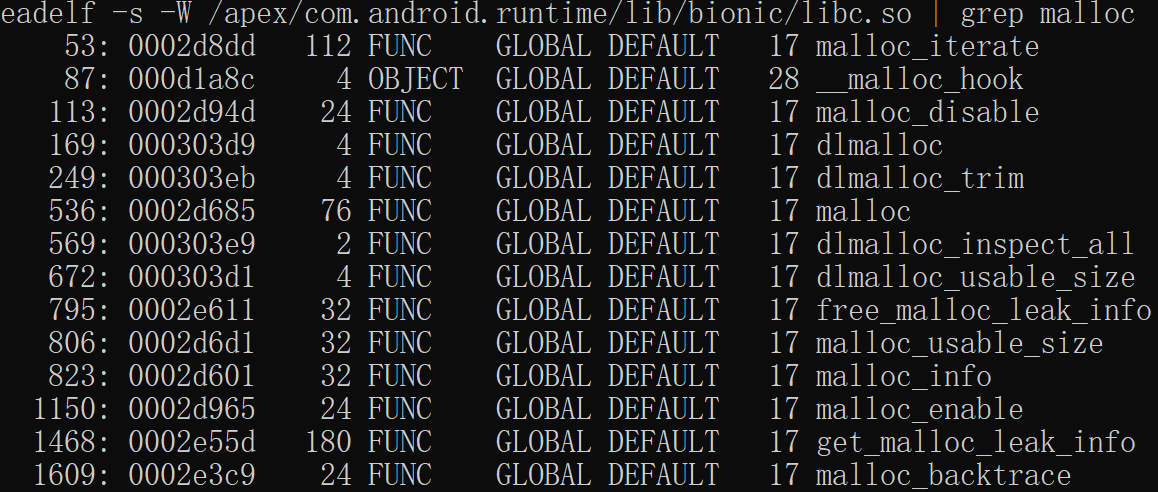 eadelf -s -W /apex/com.android.runtime/lib/bionic/libc.so | grep malloc
53: 0002d8dd 112 FUNC GLOBAL DEFAULT 17 malloc_iterate
87: 000d1a8c 4 OBJECT GLOBAL DEFAULT 28 __malloc_hook
113: 0002d94d 24 FUNC GLOBAL DEFAULT 17 malloc_disable
169: 000303d9 4 FUNC GLOBAL DEFAULT 17 dlmalloc
249: 000303eb 4 FUNC GLOBAL DEFAULT 17 dlmalloc_trim
536: 0002d685 76 FUNC GLOBAL DEFAULT 17 malloc
569: 000303e9 2 FUNC GLOBAL DEFAULT 17 dlmalloc_inspect_all
672: 000303d1 4 FUNC GLOBAL DEFAULT 17 dlmalloc_usable_size
795: 0002e611 32 FUNC GLOBAL DEFAULT 17 free_malloc_leak_info
806: 0002d6d1 32 FUNC GLOBAL DEFAULT 17 malloc_usable_size
823: 0002d601 32 FUNC GLOBAL DEFAULT 17 malloc_info
1150: 0002d965 24 FUNC GLOBAL DEFAULT 17 malloc_enable
1468: 0002e55d 180 FUNC GLOBAL DEFAULT 17 get_malloc_leak_info
1609: 0002e3c9 24 FUNC GLOBAL DEFAULT 17 malloc_backtrace